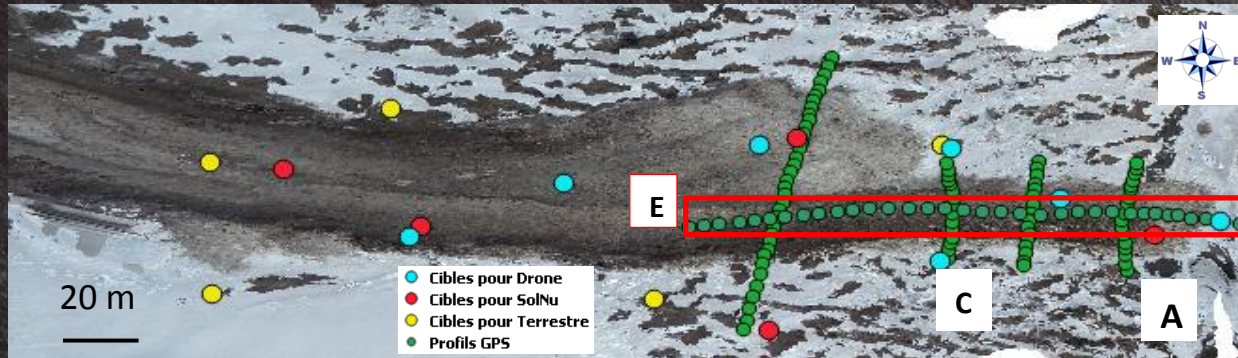 N
W E
S
E
C
A
20 m
Cibles pour Drone
Cibles pour SolNu
Cibles pour Terrestre
Profils GPS